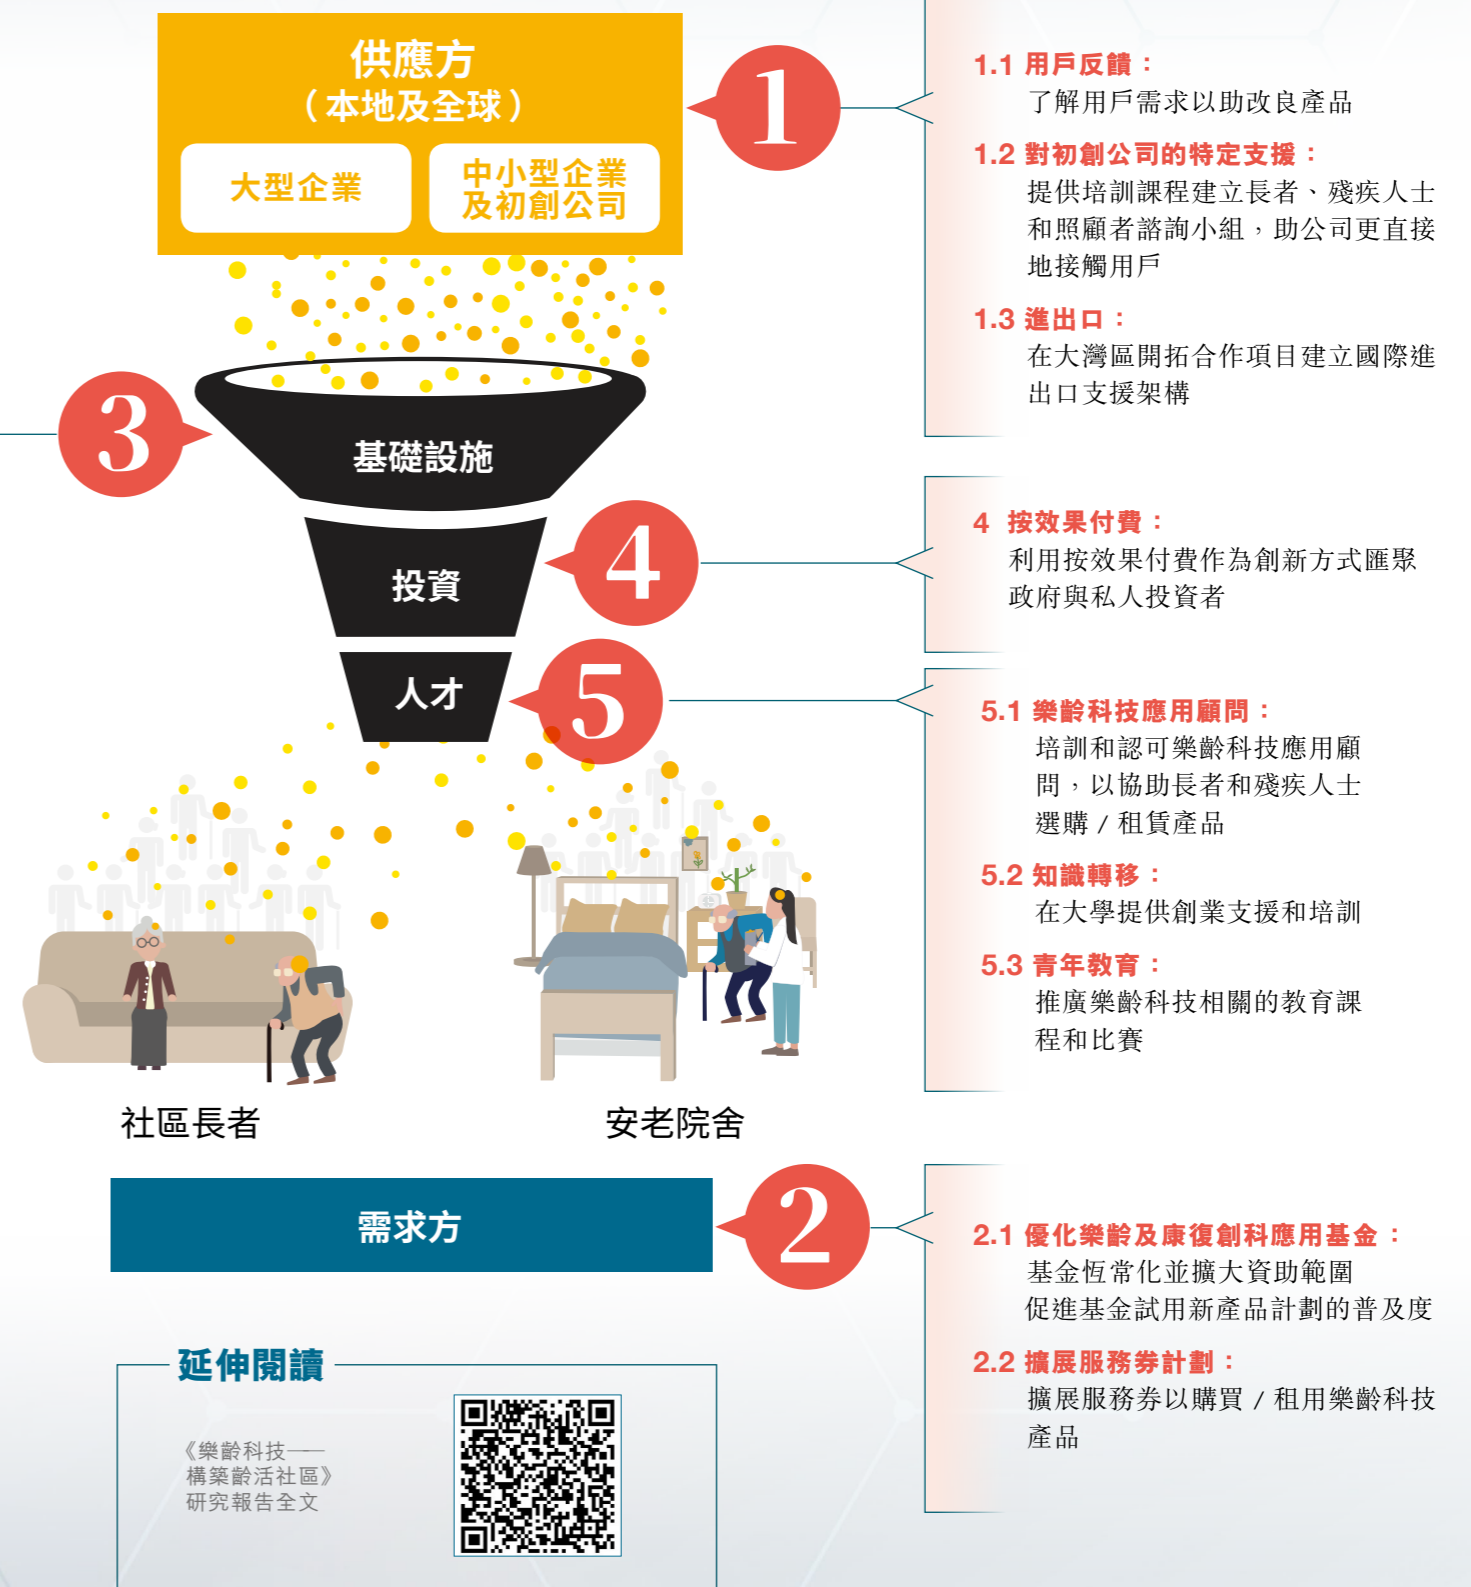 供應方
（本地及全球）
大型企業
中小型企業
及初創公司
1
1.1 用戶反饋：
了解用戶需求以助改良產品
1.2 對初創公司的特定支援：
提供培訓課程建立長者、殘疾人士
和照顧者諮詢小組，助公司更直接
地接觸用戶
1.3 進出口：
在大灣區開拓合作項目建立國際進
出口支援架構
3
基礎設施
投資
4
4 按效果付費：
利用按效果付費作為創新方式匯聚
政府與私人投資者
人才
5
5.1 樂齡科技應用顧問：
培訓和認可樂齡科技應用顧
問，以協助長者和殘疾人士
選購 / 租賃產品
5.2 知識轉移：
在大學提供創業支援和培訓
5.3 青年教育：
推廣樂齡科技相關的教育課
程和比賽
社區長者
安老院舍
需求方
2
2.1 優化樂齡及康復創科應用基金：
基金恆常化並擴大資助範圍
促進基金試用新產品計劃的普及度
2.2 擴展服務券計劃：
擴展服務券以購買 / 租用樂齡科技
產品
延伸閱讀
《樂齡科技——
構築齡活社區》
研究報告全文